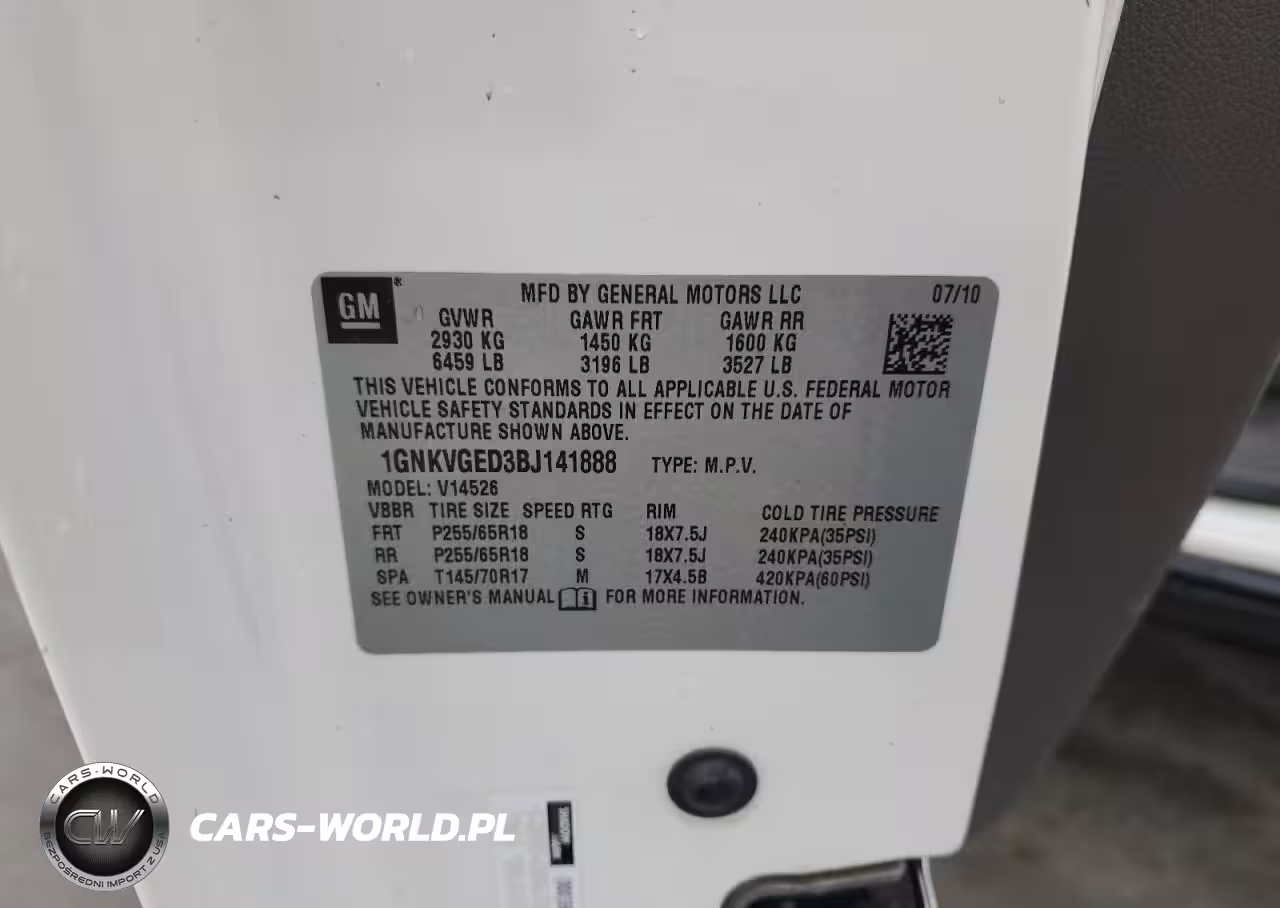 GM ®
MFD BY GENERAL MOTORS LLC 07/10
GVWR GAWR FRT GAWR RR
2930 KG 1450 KG 1600 KG
6459 LB 3196 LB 3527 LB
THIS VEHICLE CONFORMS TO ALL APPLICABLE U.S. FEDERAL MOTOR
VEHICLE SAFETY STANDARDS IN EFFECT ON THE DATE OF
MANUFACTURE SHOWN ABOVE.
1GNKVGED3BJ141888 TYPE: M.P.V.
MODEL: V14526
VBBR TIRE SIZE SPEED RTG RIM COLD TIRE PRESSURE
FRT P255/65R18 S 18X7.5J 240KPA(35PSI)
RR P255/65R18 S 18X7.5J 240KPA(35PSI)
SPA T145/70R17 M 17X4.5B 420KPA(60PSI)
SEE OWNER'S MANUAL FOR MORE INFORMATION.
CARS-WORLD
CW
BEZPOŚREDNI IMPORT Z USA
CARS-WORLD.PL